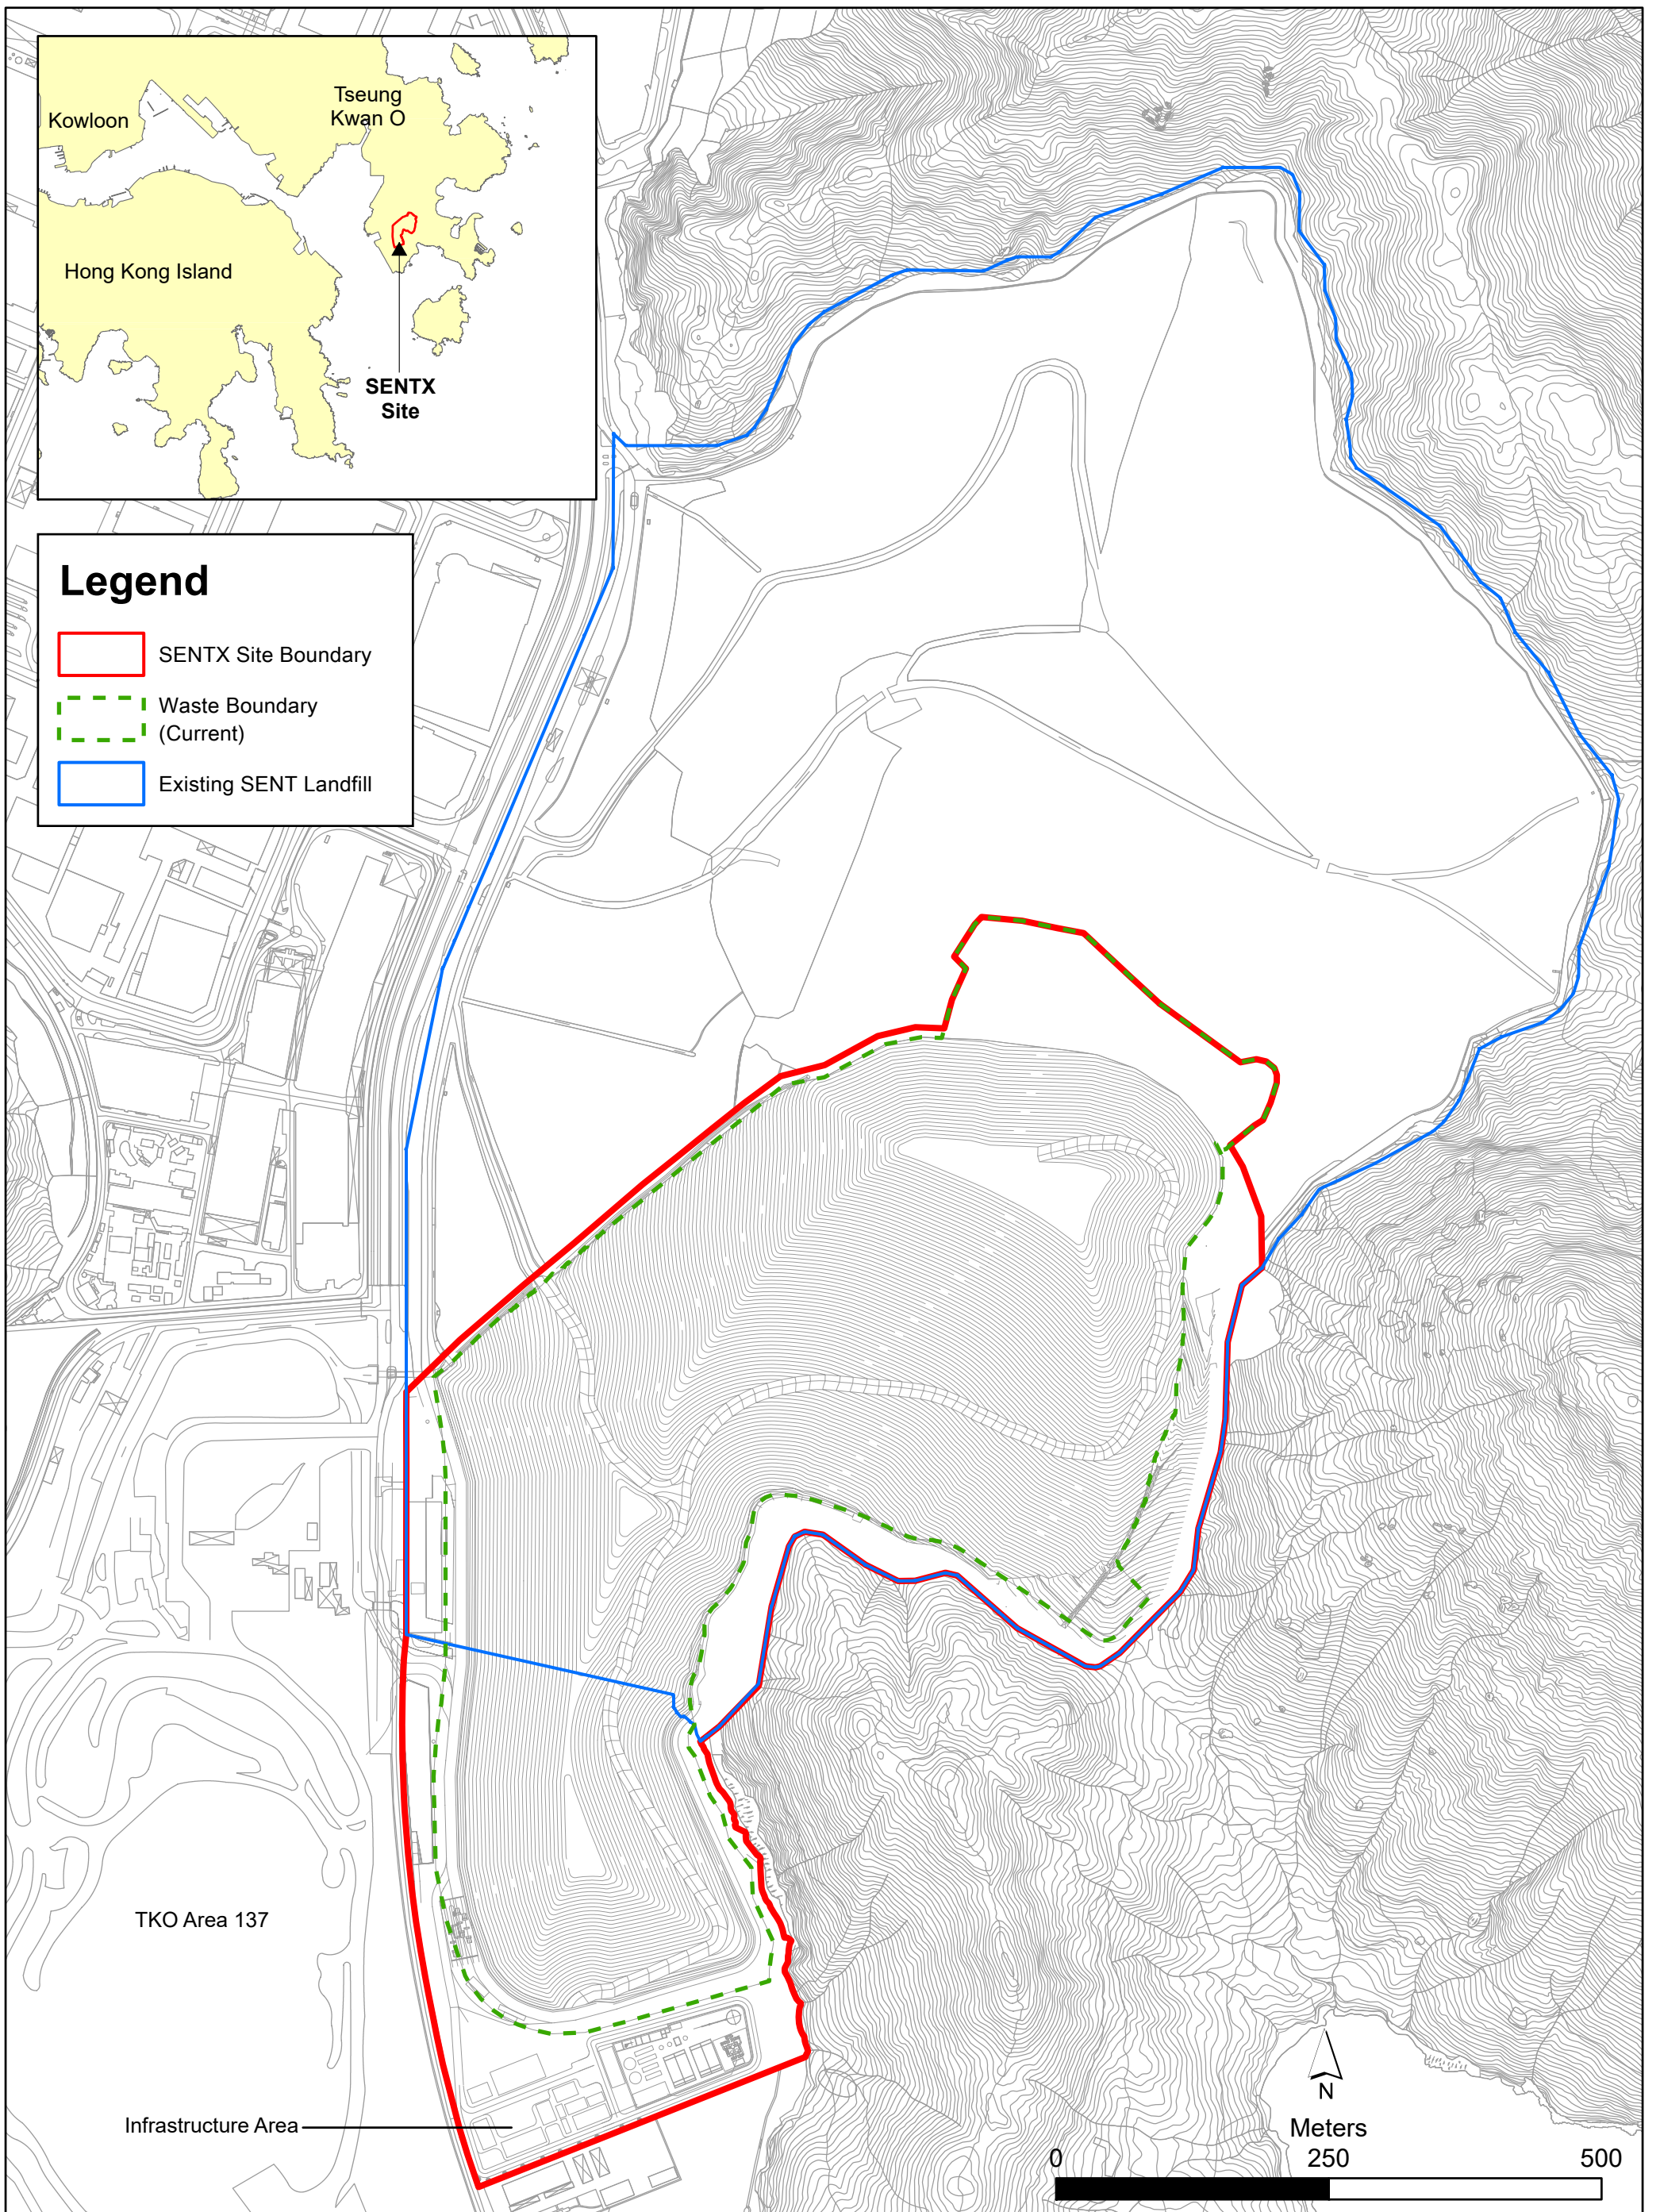 Kowloon
Tseung
Kwan O
Hong Kong Island
SENTX
Site
Legend
SENTX Site Boundary
Waste Boundary
(Current)
Existing SENT Landfill
TKO Area 137
Infrastructure Area
N
Meters
0 250 500